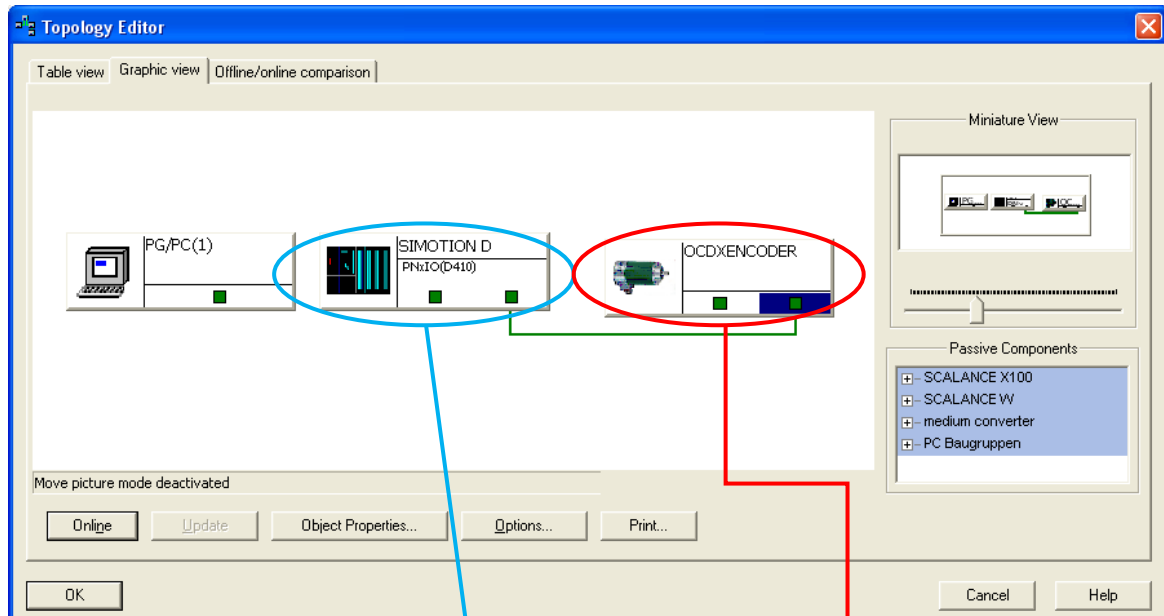 Topology Editor
Table view Graphic view Offline/online comparison
PG/PC(1)
SIMOTION D
PNxIO(D410)
OCDXENCODER
Miniature View
Passive Components
SCALANCE X100
SCALANCE W
medium converter
PC Baugruppen
Move picture mode deactivated
Online Update Object Properties... Options... Print...
OK Cancel Help